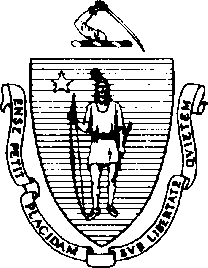 ENSE PETIT
PLACIDAM
SVB LIBERTATE
QVIETEM